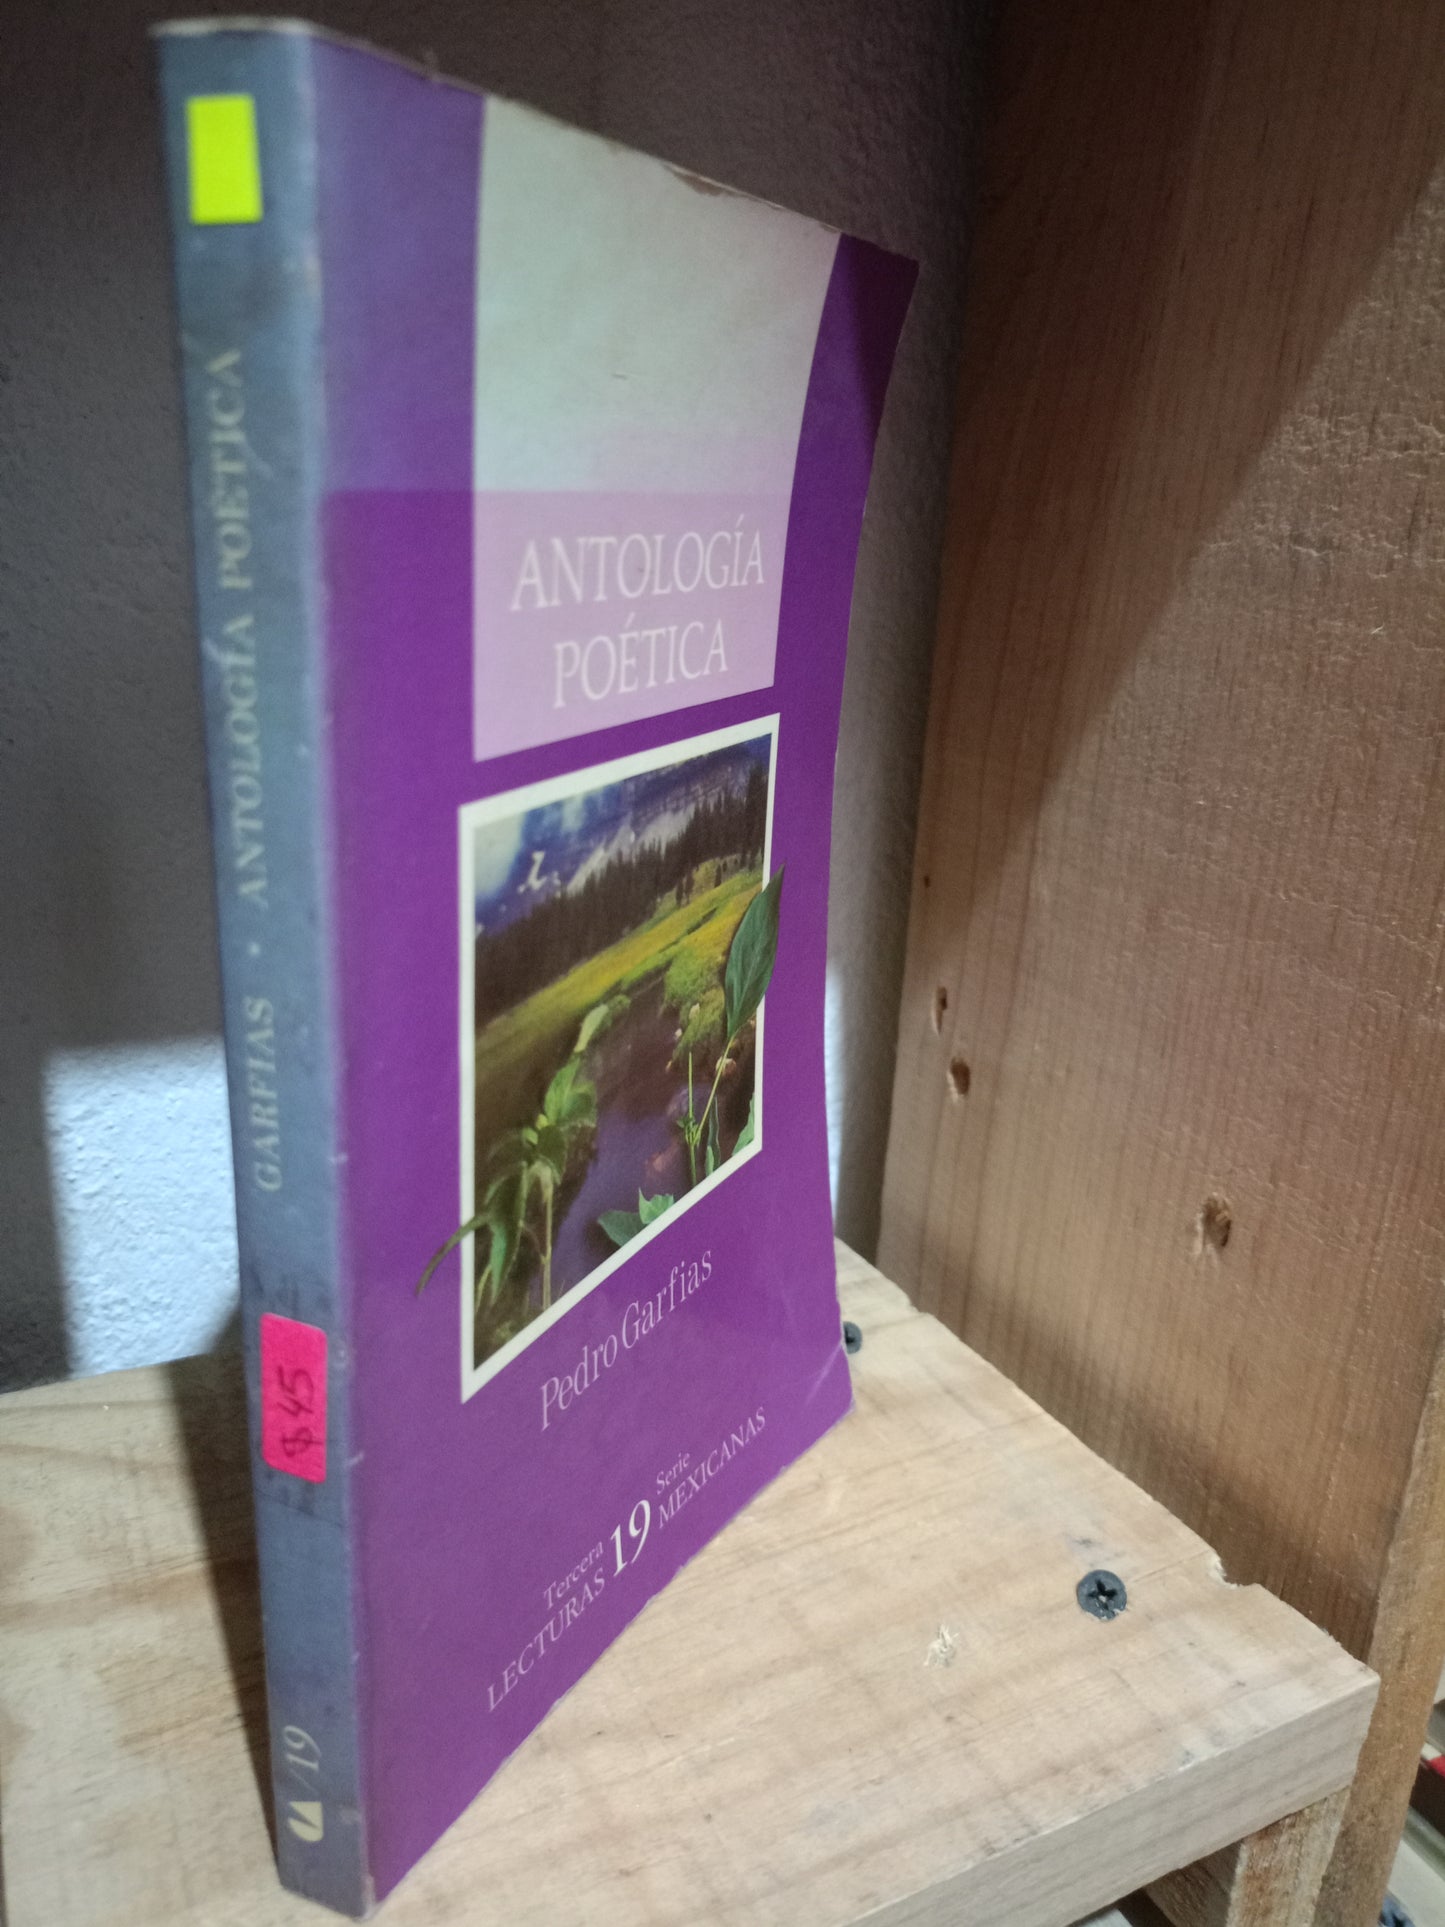 ANTOLOGÍA
POÉTICA
Pedro Garfias
Tercera 19 Serie
LECTURAS MEXICANAS
GARFIAS · ANTOLOGÍA POÉTICA
$45
/19